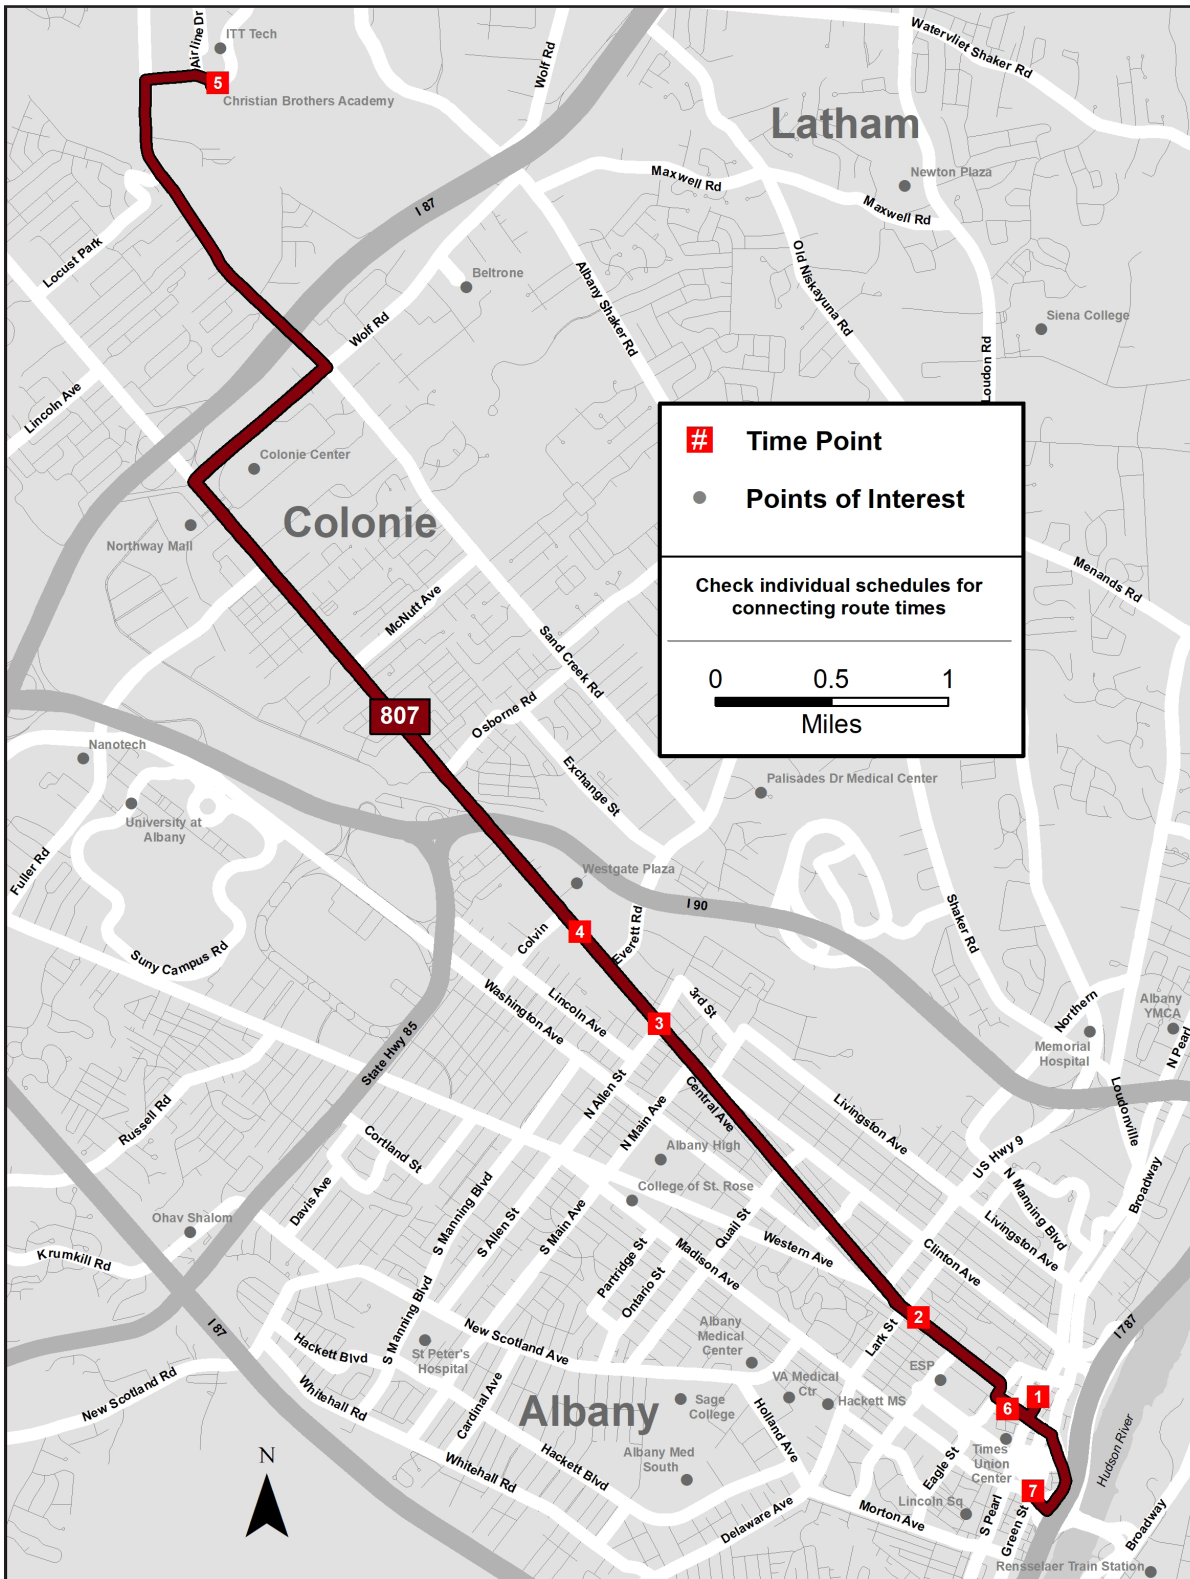 Airline Dr
ITT Tech
5
Christian Brothers Academy
Wolf Rd
Watervliet Shaker Rd
Latham
Maxwell Rd
Newton Plaza
Maxwell Rd
I 87
Locust Park
Beltrone
Albany Shaker Rd
Old Niskayuna Rd
Siena College
Wolf Rd
Loudon Rd
Lincoln Ave
Colonie Center
Colonie
Northway Mall
# Time Point
Points of Interest
Check individual schedules for
connecting route times
0 0.5 1
Miles
Menands Rd
McNutt Ave
Sand Creek Rd
807
Osborne Rd
Nanotech
Exchange St
Palisades Dr Medical Center
University at
Albany
Fuller Rd
Westgate Plaza
I 90
4
Colvin
Everett Rd
Shaker Rd
Suny Campus Rd
Washington Ave
Lincoln Ave
3rd St
3
Northern
Albany
YMCA
Memorial
Hospital
N Pearl
State Hwy 85
Central Ave
N Allen St
N Main Ave
Loudonville
Russell Rd
Cortland St
Livingston Ave
Albany High
US Hwy 9
College of St. Rose
N Manning Blvd
Broadway
Davis Ave
S Manning Blvd
S Allen St
S Main Ave
Quail St
Ohav Shalom
Krumkill Rd
Partridge St
Madison Ave
Western Ave
Clinton Ave
Livingston Ave
Ontario St
I 87
S Manning Blvd
2
I 787
Hackett Blvd
St Peter's
Hospital
New Scotland Ave
Albany
Medical
Center
Lark St
ESP
New Scotland Rd
Whitehall Rd
Cardinal Ave
VA Medical
Ctr
Hackett MS
1
6
Albany
Sage
College
Holland Ave
Times
Union
Center
Hudson River
N
Whitehall Rd
Hackett Blvd
Albany Med
South
Eagle St
7
Lincoln Sq
S Pearl
Green St
Delaware Ave
Morton Ave
Broadway
Rensselaer Train Station